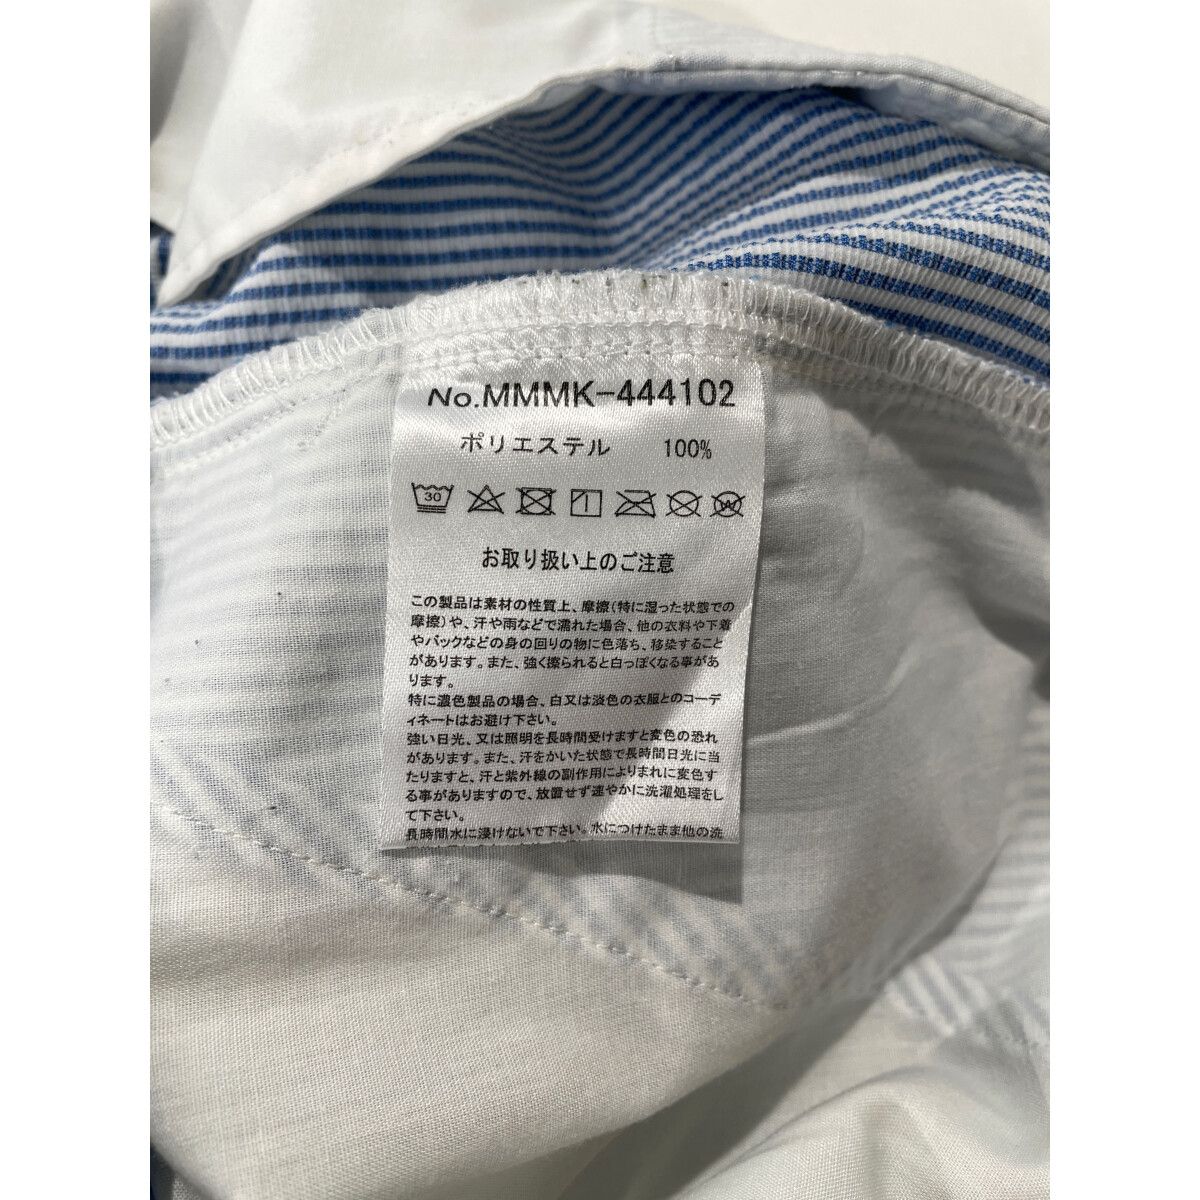 No.MMMK-444102
ポリエステル 100%
30
W
お取り扱い上のご注意
この製品は素材の性質上、摩擦(特に湿った状態での
摩擦)や、汗や雨などで濡れた場合、他の衣料や下着
やバックなどの身の回りの物に色落ち、移染すること
があります。また、強く擦られると白っぽくなる事があ
ります。
特に濃色製品の場合、白又は淡色の衣服とのコーデ
ィネートはお避け下さい。
強い日光、又は照明を長時間受けますと変色の恐れ
があります。また、汗をかいた状態で長時間日光に当
たりますと、汗と紫外線の副作用によりまれに変色す
る事がありますので、放置せず速やかに洗濯処理をし
て下さい。
長時間水に浸けないで下さい。水につけたまま他の洗